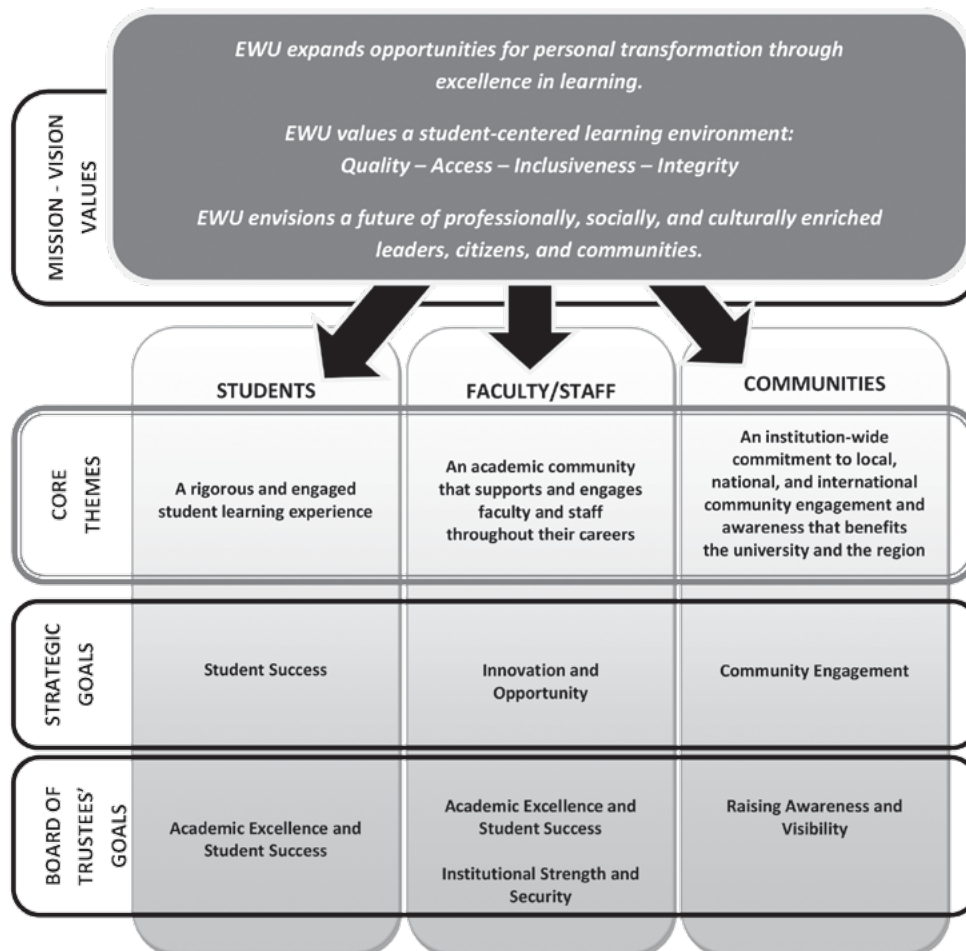 EWU expands opportunities for personal transformation through
excellence in learning.
EWU values a student-centered learning environment:
Quality – Access – Inclusiveness – Integrity
EWU envisions a future of professionally, socially, and culturally enriched
leaders, citizens, and communities.
MISSION - VISION
VALUES
STUDENTS
FACULTY/STAFF
COMMUNITIES
CORE
THEMES
A rigorous and engaged
student learning experience
An academic community
that supports and engages
faculty and staff
throughout their careers
An institution-wide
commitment to local,
national, and international
community engagement and
awareness that benefits
the university and the region
STRATEGIC
GOALS
Student Success
Innovation and
Opportunity
Community Engagement
BOARD OF
TRUSTEES’
GOALS
Academic Excellence and
Student Success
Academic Excellence and
Student Success
Institutional Strength and
Security
Raising Awareness and
Visibility